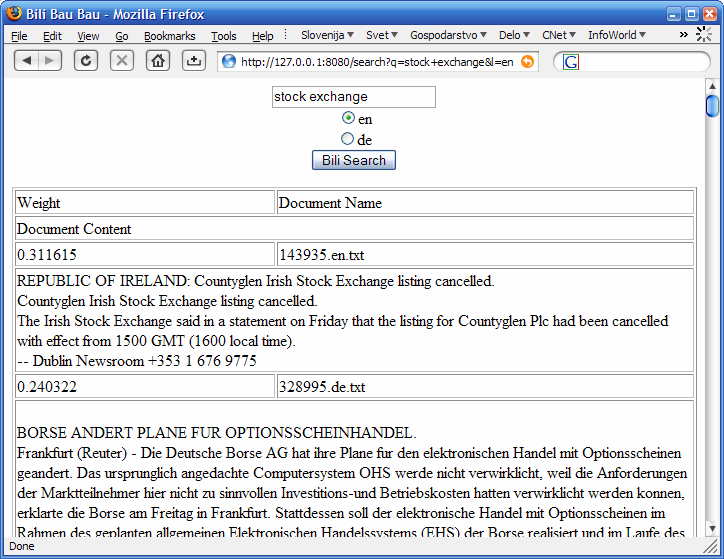 Bili Bau Bau - Mozilla Firefox
File Edit View Go Bookmarks Tools Help Slovenija Svet Gospodarstvo Delo CNet InfoWorld »
http://127.0.0.1:8080/search?q=stock+exchange&l=en G
stock exchange
en
de
Bili Search
Weight Document Name
Document Content
0.311615 143935.en.txt
REPUBLIC OF IRELAND: Countyglen Irish Stock Exchange listing cancelled.
Countyglen Irish Stock Exchange listing cancelled.
The Irish Stock Exchange said in a statement on Friday that the listing for Countyglen Plc had been cancelled
with effect from 1500 GMT (1600 local time).
-- Dublin Newsroom +353 1 676 9775
0.240322 328995.de.txt
BORSE ANDERT PLANE FUR OPTIONSSCHEINHANDEL.
Frankfurt (Reuter) - Die Deutsche Borse AG hat ihre Plane fur den elektronischen Handel mit Optionsscheinen
geandert. Das ursprunglich angedachte Computersystem OHS werde nicht verwirklicht, weil die Anforderungen
der Marktteilnehmer hier nicht zu sinnvollen Investitions-und Betriebskosten hatten verwirklicht werden konnen,
erklarte die Borse am Freitag in Frankfurt. Stattdessen soll der elektronische Handel mit Optionsscheinen im
Rahmen des geplanten allgemeinen Elektronischen Handelssystems (EHS) der Borse realisiert und im Laufe des
Done